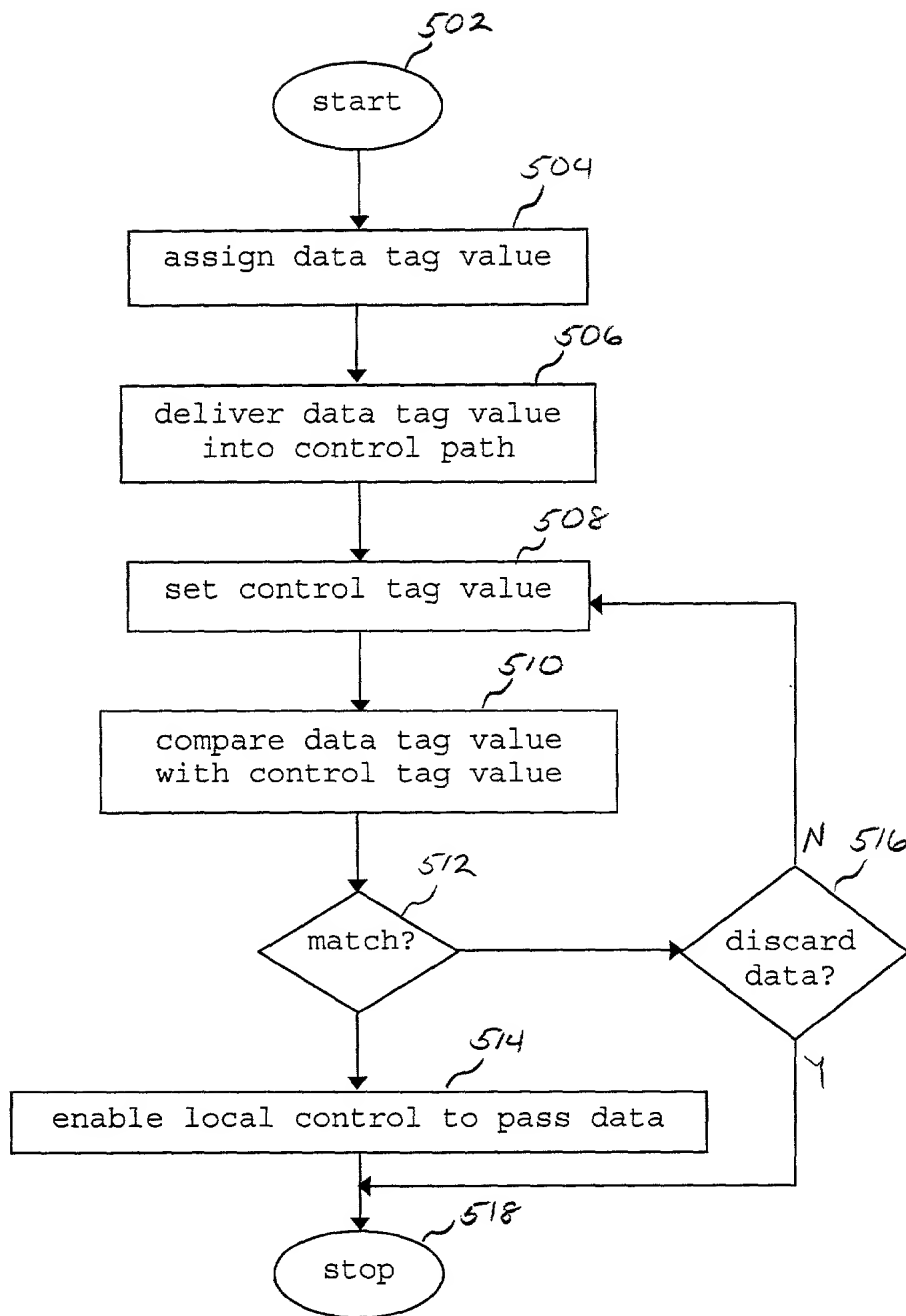 502
start
504
assign data tag value
506
deliver data tag value
into control path
508
set control tag value
510
compare data tag value
with control tag value
512
match?
N
516
discard
data?
Y
514
enable local control to pass data
518
stop